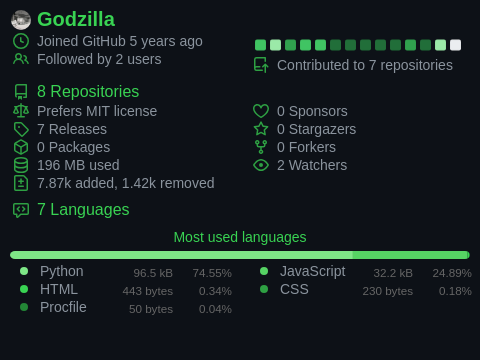 Godzilla
Joined GitHub 5 years ago
Followed by 2 users
Contributed to 7 repositories
8 Repositories
Prefers MIT license
7 Releases
0 Packages
196 MB used
7.87k added, 1.42k removed
0 Sponsors
0 Stargazers
0 Forkers
2 Watchers
7 Languages
Most used languages
Python 96.5 kB 74.55%
HTML 443 bytes 0.34%
Procfile 50 bytes 0.04%
JavaScript 32.2 kB 24.89%
CSS 230 bytes 0.18%